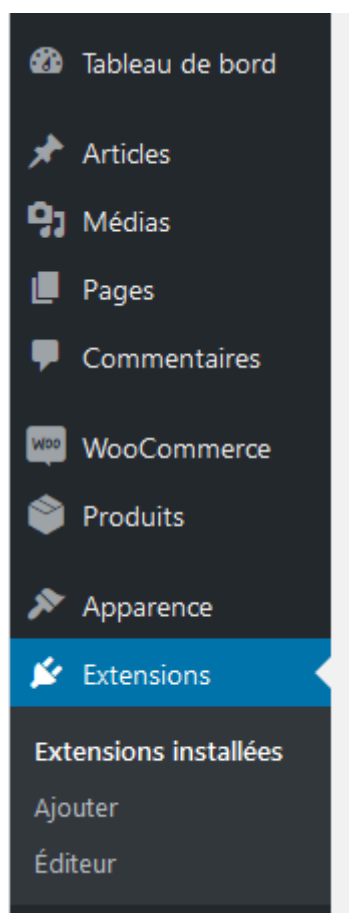 Tableau de bord
Articles
Médias
Pages
Commentaires
Woo WooCommerce
Produits
Apparence
Extensions
Extensions installées
Ajouter
Éditeur